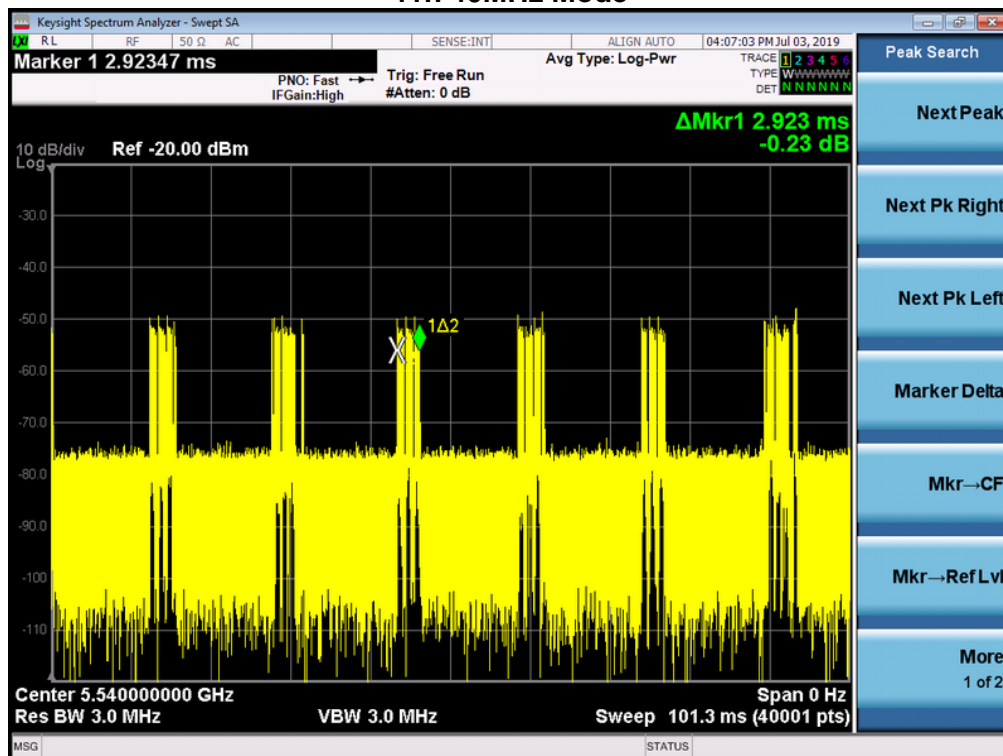 Keysight Spectrum Analyzer - Swept SA
LXI RL RF 50 Ω AC SENSE:INT ALIGN AUTO 04:07:03 PM Jul 03, 2019
Marker 1 2.92347 ms
PNO: Fast
IFGain:High
Trig: Free Run
#Atten: 0 dB
Avg Type: Log-Pwr
TRACE 1 2 3 4 5 6
TYPE WWWWWW
DET N N N N N N
ΔMkr1 2.923 ms
-0.23 dB
10 dB/div Ref -20.00 dBm
Log
-30.0
-40.0
-50.0
1Δ2
X
-60.0
-70.0
-80.0
-90.0
-100
-110
Center 5.540000000 GHz
Span 0 Hz
Res BW 3.0 MHz
VBW 3.0 MHz
Sweep 101.3 ms (40001 pts)
MSG
STATUS
Peak Search
Next Peak
Next Pk Right
Next Pk Left
Marker Delta
Mkr→CF
Mkr→Ref Lvl
More
1 of 2